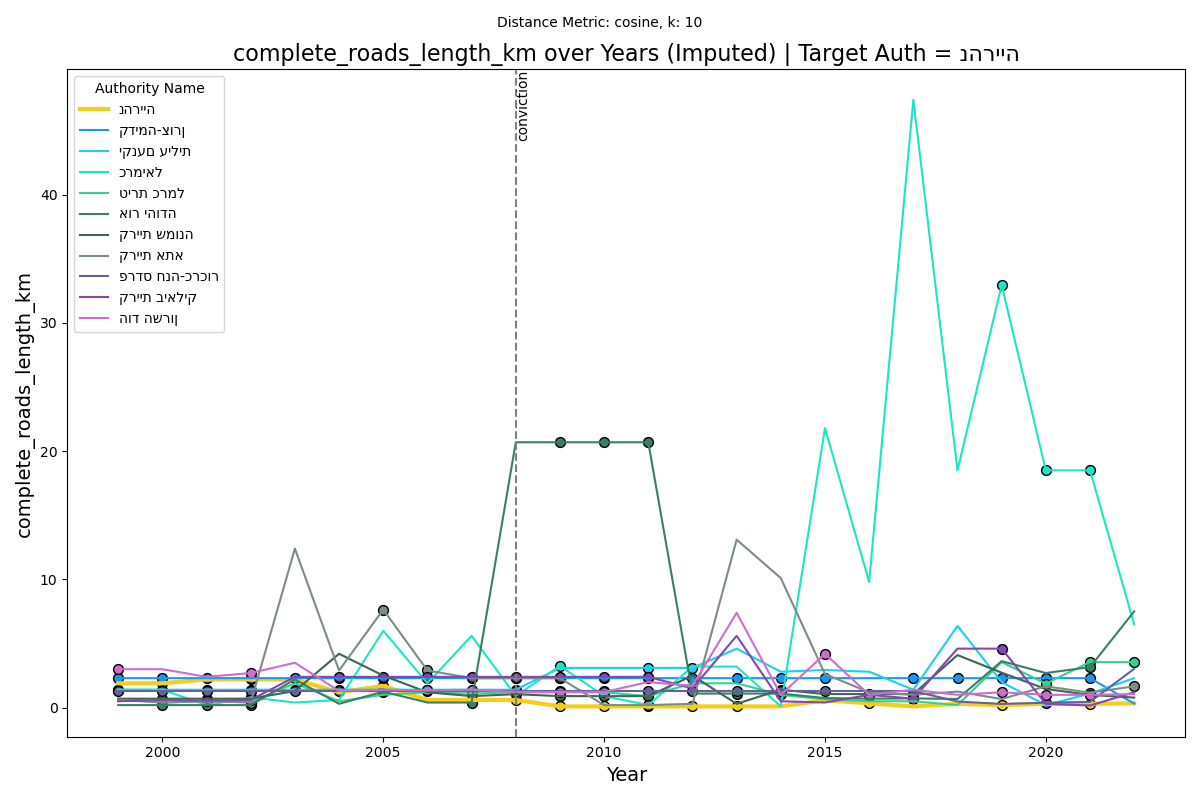 Distance Metric: cosine, k: 10
complete_roads_length_km over Years (Imputed) | Target Auth = נהרייה
Authority Name
נהרייה
קדימה-צורן
יקנעם עילית
כרמיאל
טירת כרמל
אור יהודה
קריית שמונה
קריית אתא
פרדס חנה-כרכור
קריית ביאליק
הוד השרון
conviction
complete_roads_length_km
40
30
20
10
0
2000
2005
2010
2015
2020
Year